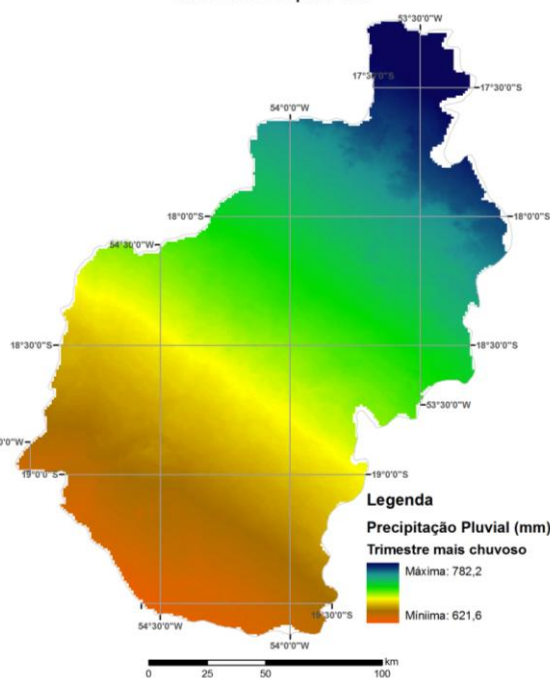 53°30'0"W
17°30'0"S
17°30'0"S
54°0'0"W
18°0'0"S
18°0'0"S
54°30'0"W
18°30'0"S
18°30'0"S
53°30'0"W
0'0"W
19°0'0"S
19°0'0"S
Legenda
Precipitação Pluvial (mm)
Trimestre mais chuvoso
Máxima: 782,2
Míniima: 621,6
19°30'0"S
54°30'0"W
54°0'0"W
km
0 25 50 100